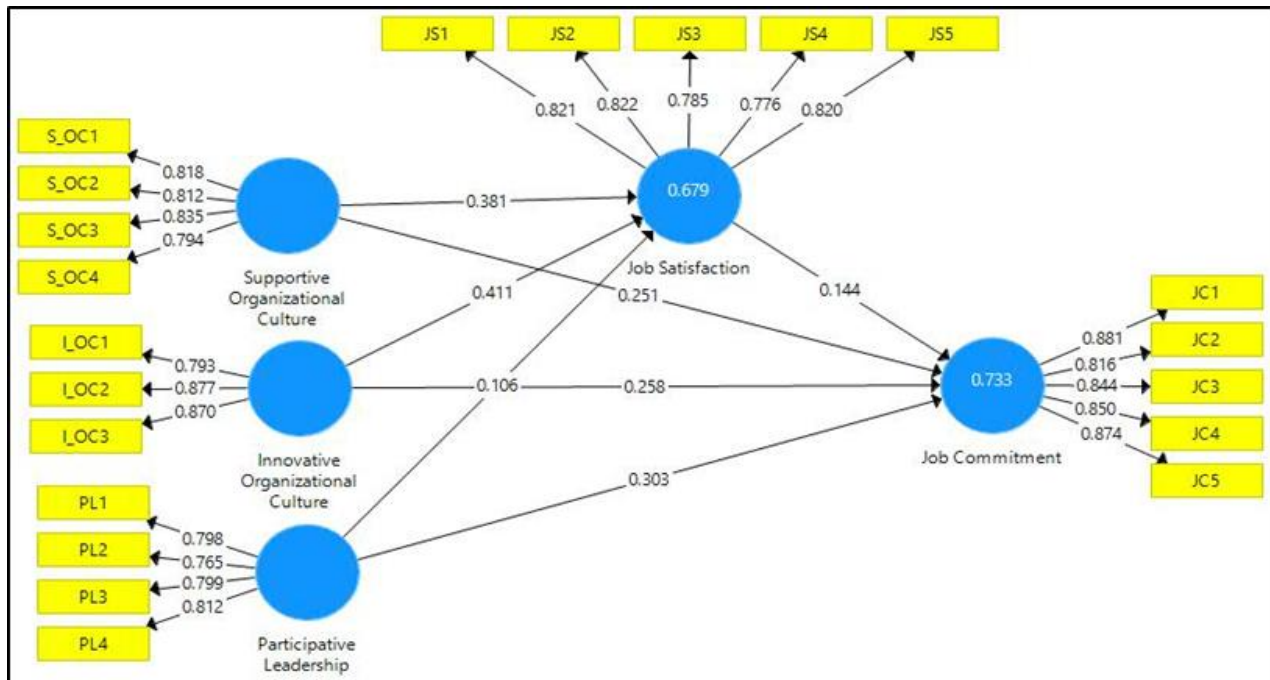 JS1
JS2
JS3
JS4
JS5
0.821
0.822
0.785
0.776
0.820
S_OC1
S_OC2
S_OC3
S_OC4
0.818
0.812
0.835
0.794
Supportive
Organizational
Culture
0.381
0.251
0.679
Job Satisfaction
0.144
I_OC1
I_OC2
I_OC3
0.793
0.877
0.870
Innovative
Organizational
Culture
0.411
0.258
0.733
Job Commitment
JC1
JC2
JC3
JC4
JC5
0.881
0.816
0.844
0.850
0.874
PL1
PL2
PL3
PL4
0.798
0.765
0.799
0.812
Participative
Leadership
0.106
0.303